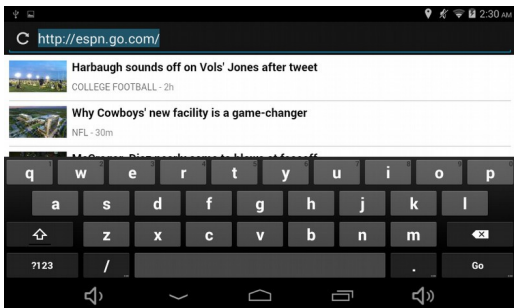 2:30 AM
http://espn.go.com/
Harbaugh sounds off on Vols' Jones after tweet
COLLEGE FOOTBALL - 2h
Why Cowboys' new facility is a game-changer
NFL - 30m
q w e r t y u i o p
a s d f g h j k l
z x c v b n m
?123 / . Go